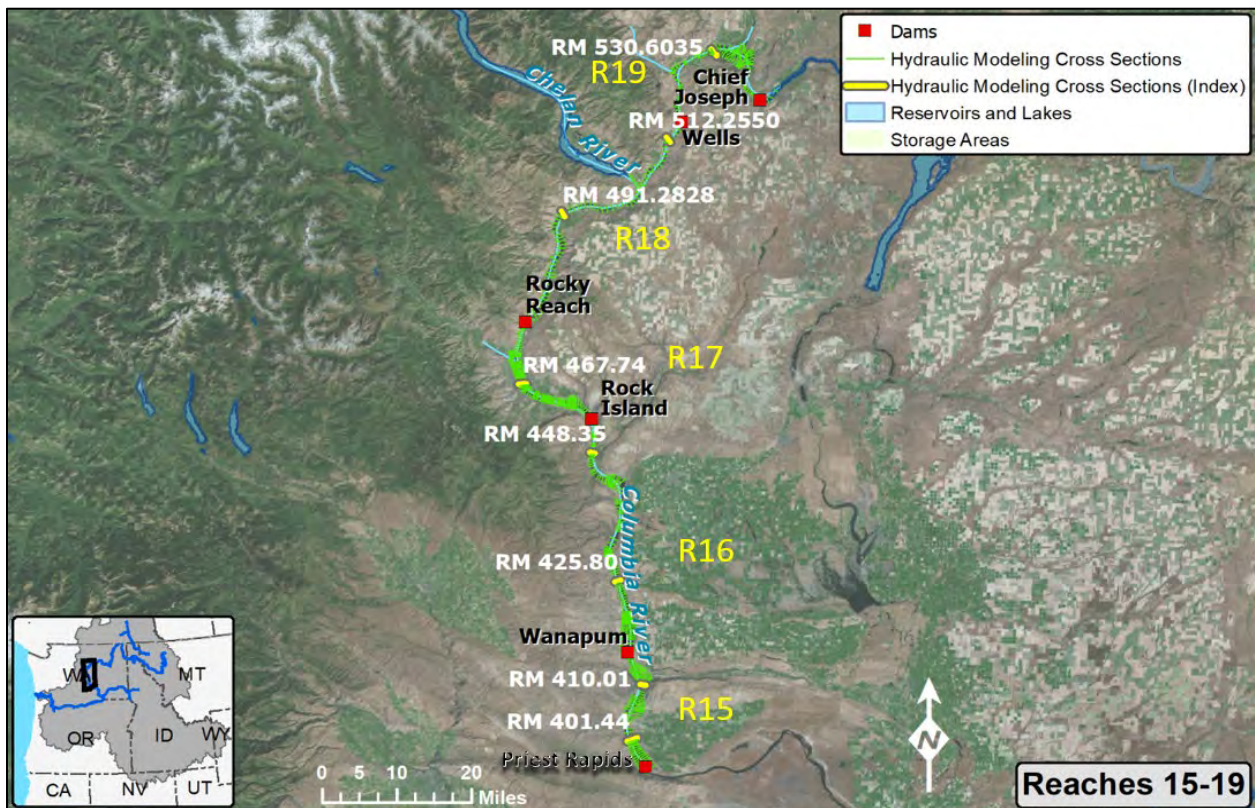 RM 530.6035
R19
Chief
Joseph
Chelan River
RM 512.2550
Wells
RM 491.2828
R18
Rocky
Reach
RM 467.74
R17
Rock
Island
RM 448.35
Columbia River
RM 425.80
R16
Wanapum
RM 410.01
R15
RM 401.44
Priest Rapids
Dams
Hydraulic Modeling Cross Sections
Hydraulic Modeling Cross Sections (Index)
Reservoirs and Lakes
Storage Areas
WA
MT
OR
ID
WY
CA
NV
UT
0 5 10 20
Miles
N
Reaches 15-19